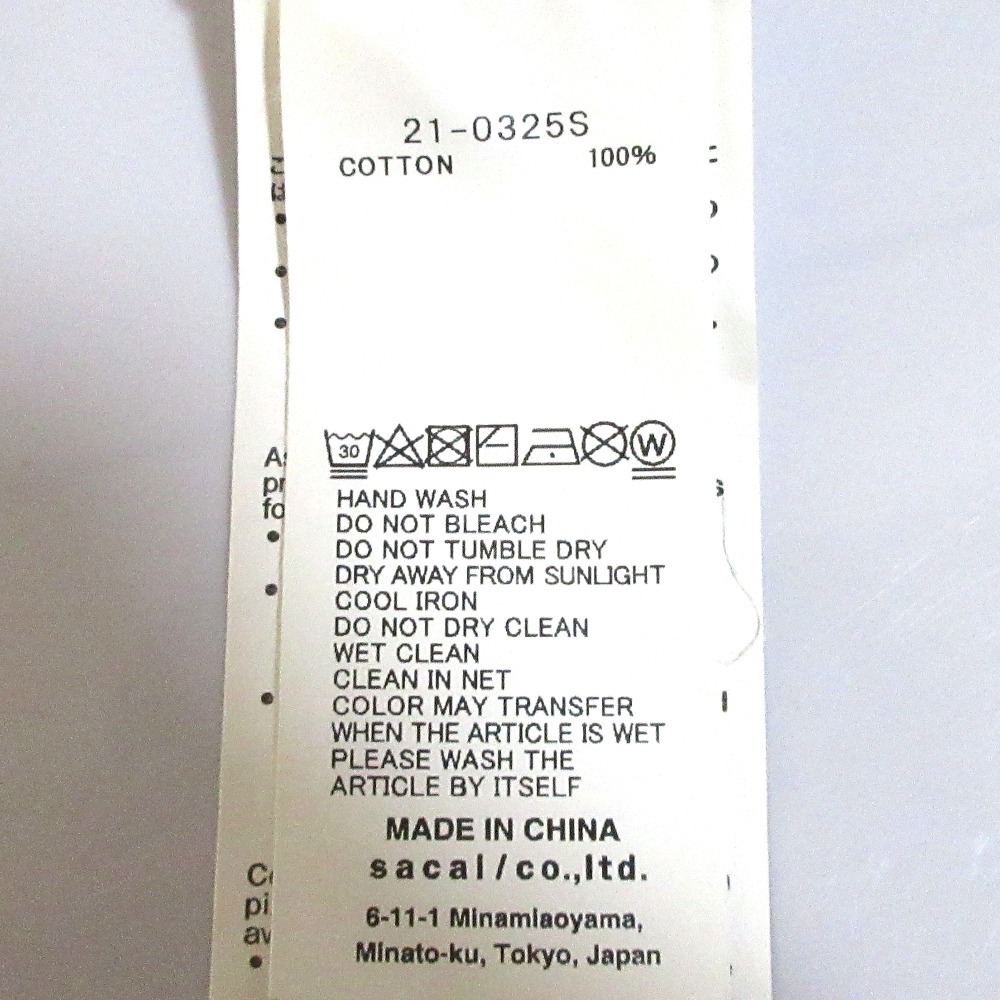 21-0325S
COTTON 100%
30 W
HAND WASH
DO NOT BLEACH
DO NOT TUMBLE DRY
DRY AWAY FROM SUNLIGHT
COOL IRON
DO NOT DRY CLEAN
WET CLEAN
CLEAN IN NET
COLOR MAY TRANSFER
WHEN THE ARTICLE IS WET
PLEASE WASH THE
ARTICLE BY ITSELF
MADE IN CHINA
sacaI/co.,ltd.
6-11-1 Minamiaoyama,
Minato-ku, Tokyo, Japan